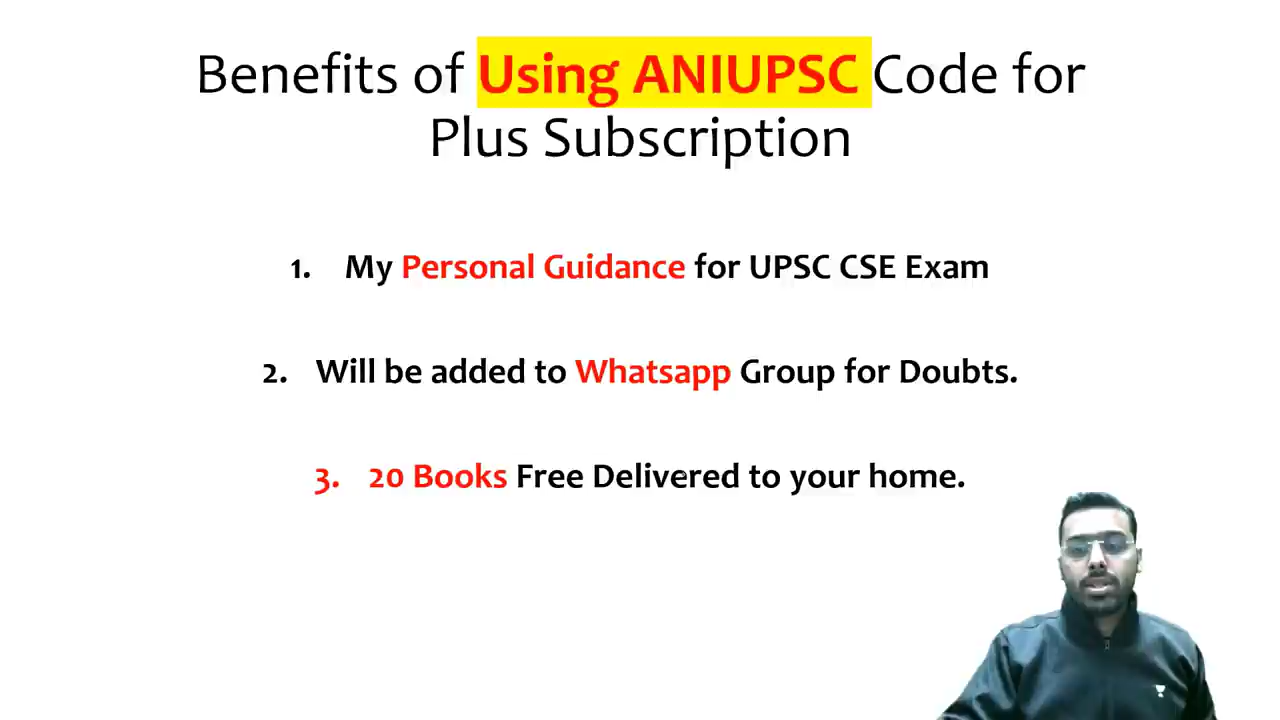 Benefits of Using ANIUPSC Code for
Plus Subscription
1. My Personal Guidance for UPSC CSE Exam
2. Will be added to Whatsapp Group for Doubts.
3. 20 Books Free Delivered to your home.